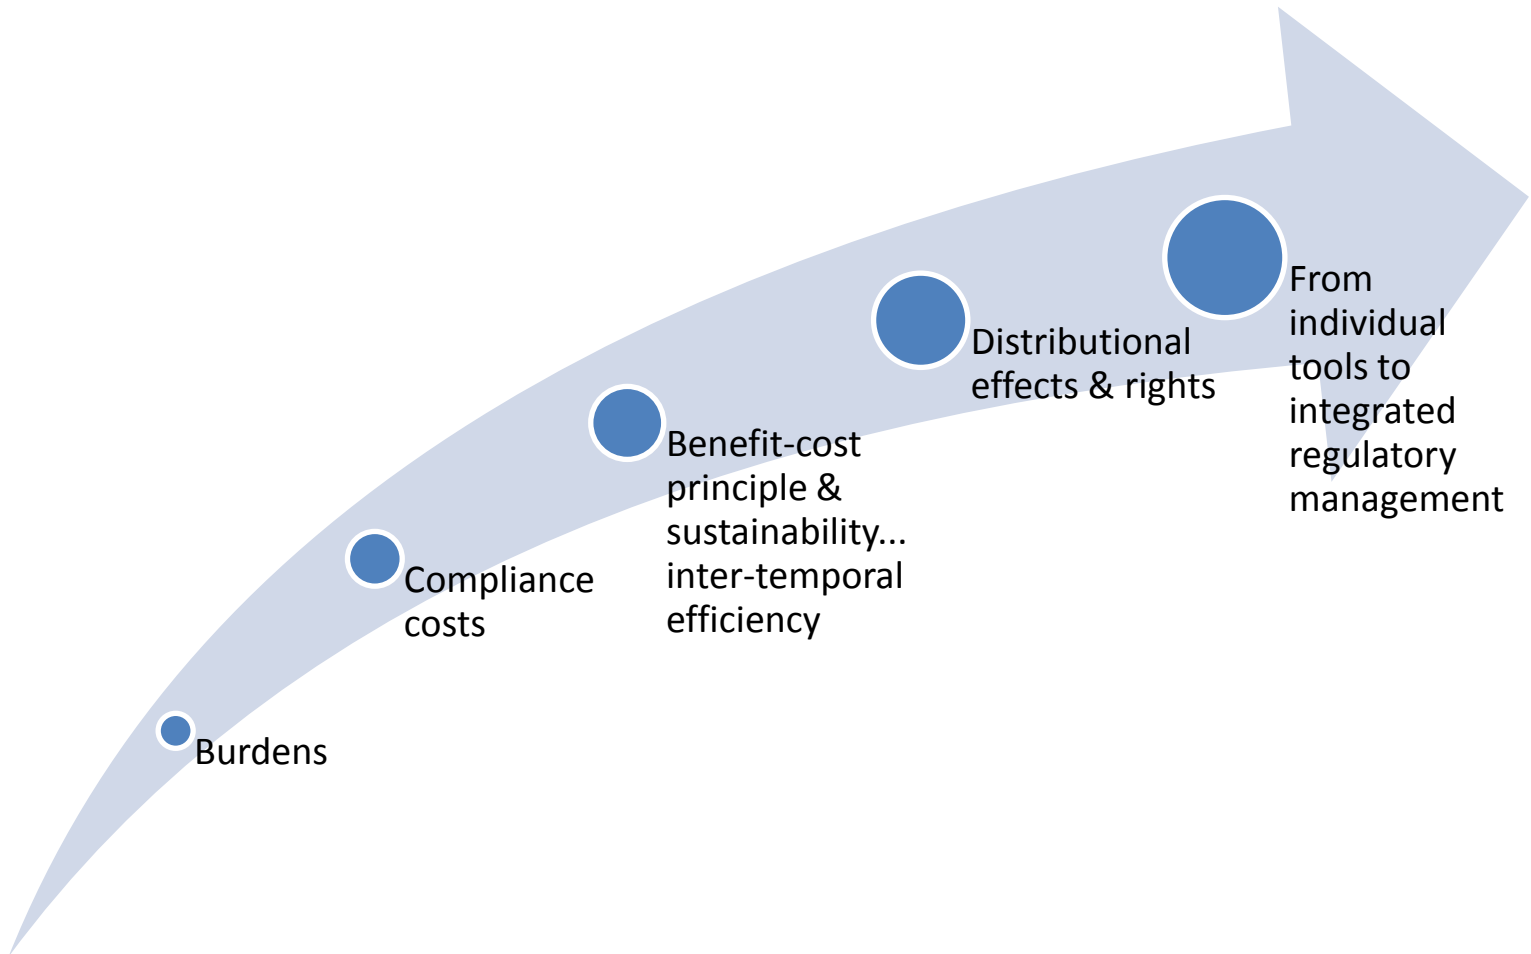 Burdens
Compliance
costs
Benefit-cost
principle &
sustainability...
inter-temporal
efficiency
Distributional
effects & rights
From
individual
tools to
integrated
regulatory
management